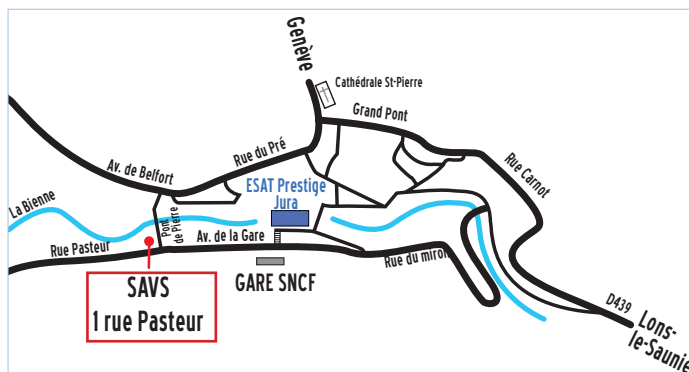 Genève
Cathédrale St-Pierre
Grand Pont
Rue du Pré
Av. de Belfort
Rue Carnot
ESAT Prestige
Jura
La Bienne
Pont
de Pierre
Av. de la Gare
Rue Pasteur
Rue du miroir
GARE SNCF
SAVS
1 rue Pasteur
D439
Lons-
le-Saunie